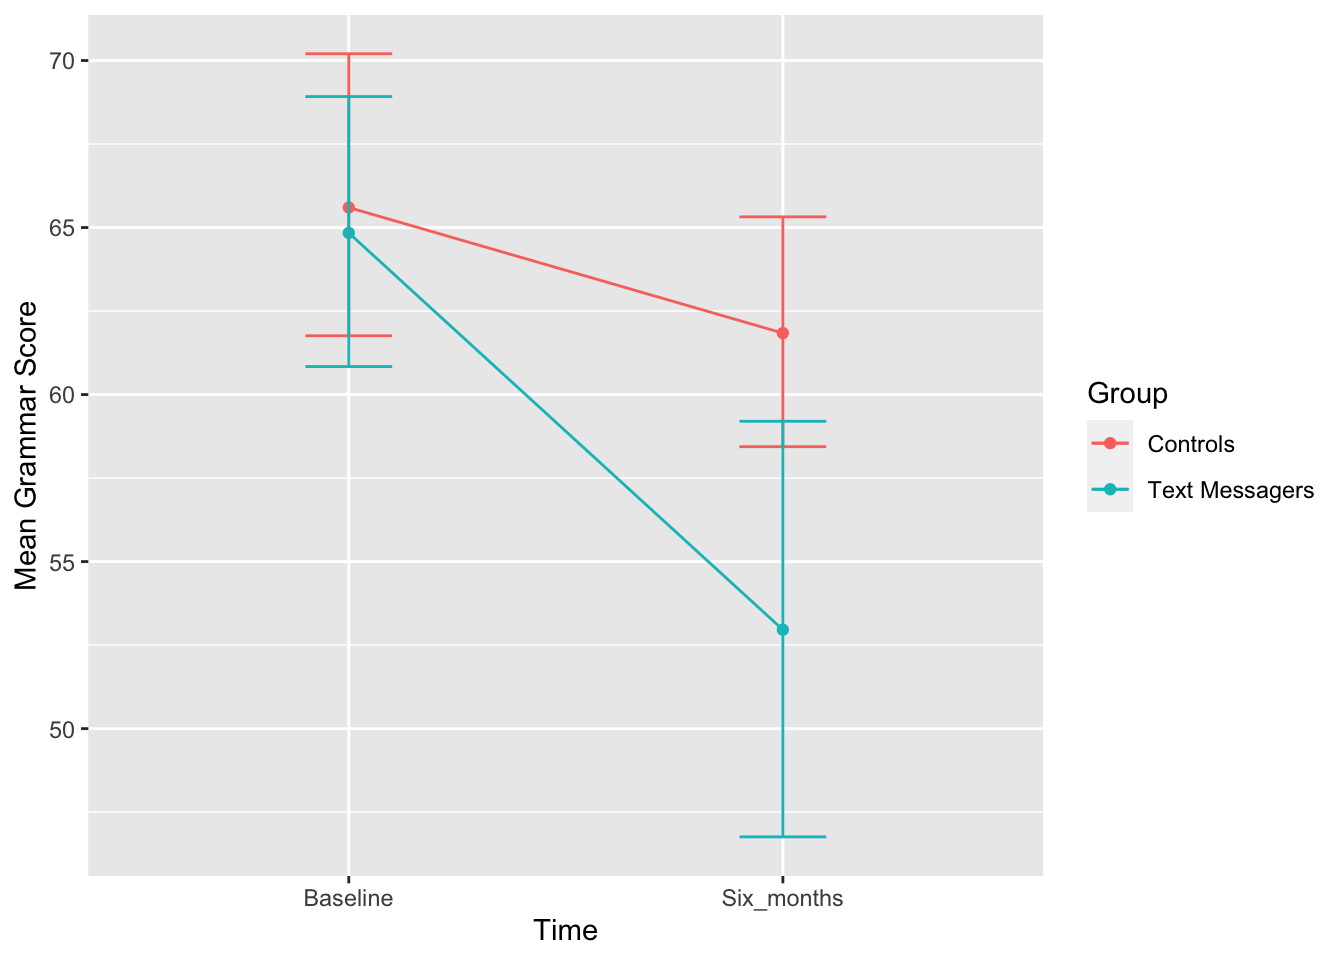 70
65
60
55
50
Mean Grammar Score
Baseline
Six_months
Time
Group
Controls
Text Messagers